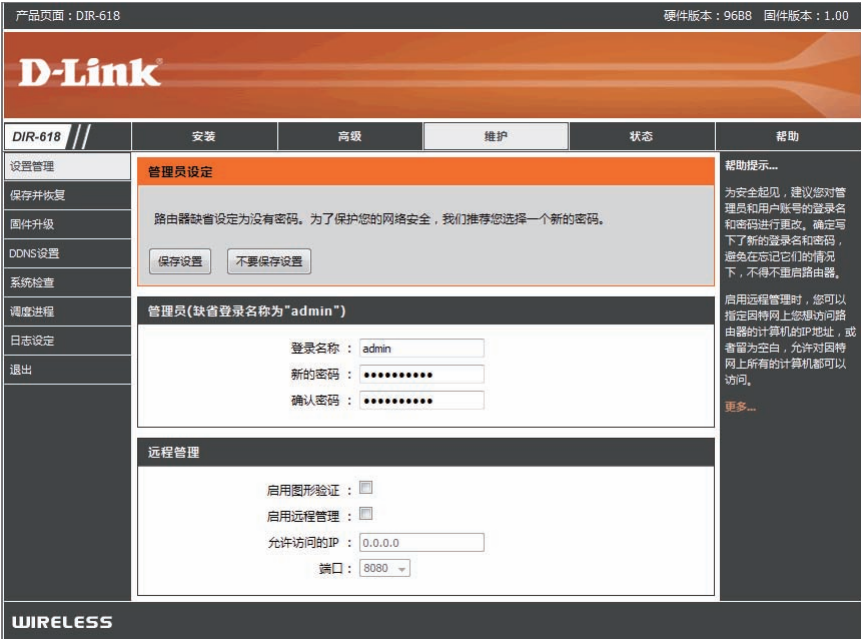 产品页面：DIR-618
硬件版本：96B8 固件版本：1.00
D-Link
DIR-618
安装
高级
维护
状态
帮助
设置管理
保存并恢复
固件升级
DDNS设置
系统检查
调度进程
日志设定
退出
管理员设定
路由器缺省设定为没有密码。为了保护您的网络安全，我们推荐您选择一个新的密码。
保存设置
不要保存设置
管理员(缺省登录名称为"admin")
登录名称 ： admin
新的密码 ： ●●●●●●●●●●
确认密码 ： ●●●●●●●●●●
远程管理
启用图形验证 ：
启用远程管理 ：
允许访问的IP ： 0.0.0.0
端口： 8080
帮助提示...
为安全起见，建议您对管
理员和用户账号的登录名
和密码进行更改。确定写
下了新的登录名和密码，
避免在忘记它们的情况
下，不得不重启路由器。
启用远程管理时，您可以
指定因特网上您想访问路
由器的计算机的IP地址，或
者留为空白，允许对因特
网上所有的计算机都可以
访问。
更多...
WIRELESS